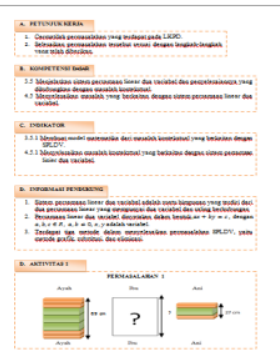 A. PETUNJUK KERJA
1. Cermatilah permasalahan yang terdapat pada LKPD.
2. Selesaikan permasalahan tersebut sesuai dengan langkah-langkah
yang telah diberikan.
B. KOMPETENSI DASAR
3.5 Menjelaskan sistem persamaan linear dua variabel dan penyelesaiannya yang
dihubungkan dengan masalah kontekstual.
4.5 Menyelesaikan masalah yang berkaitan dengan sistem persamaan linear dua
variabel.
C. INDIKATOR
3.5.1 Membuat model matematika dari masalah kontekstual yang berkaitan dengan
SPLDV.
4.5.1 Menyelesaikan masalah kontekstual yang berkaitan dengan sistem persamaan
linear dua variabel.
D. INFORMASI PENDUKUNG
1. Sistem persamaan linear dua variabel adalah suatu himpunan yang terdiri dari
dua persamaan linear yang mempunyai dua variabel dan saling berhubungan.
2. Persamaan linear dua variabel dinyatakan dalam bentuk ax + by = c, dengan
a, b, c ∈ R, a, b ≠ 0, x, y adalah variabel.
3. Terdapat tiga metode dalam menyelesaikan permasalahan SPLDV, yaitu
metode grafik, substitusi, dan eliminasi.
D. AKTIVITAS I
PERMASALAHAN 1
Ayah Ibu Ani
?
cm
Ayah Ibu Ani